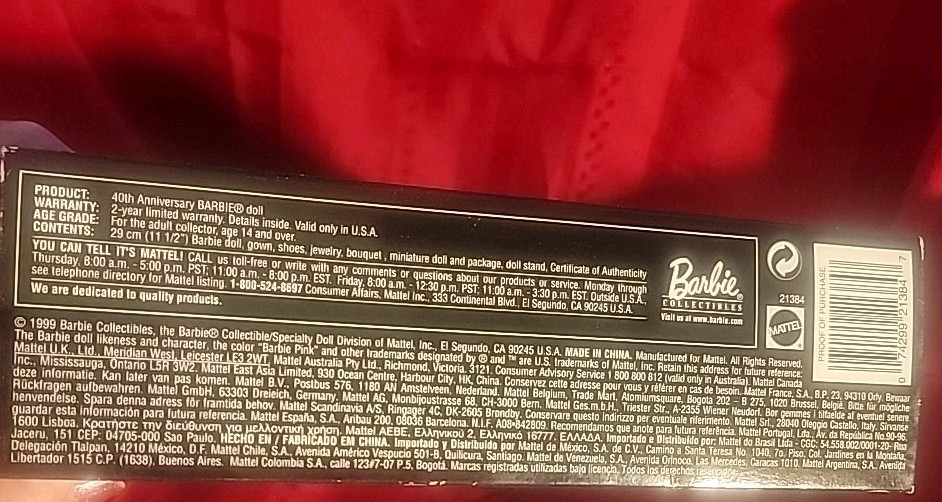 PRODUCT: 40th Anniversary BARBIE® doll
WARRANTY: 2-year limited warranty. Details inside. Valid only in U.S.A.
AGE GRADE: For the adult collector, age 14 and over.
CONTENTS: 29 cm (11 1/2") Barbie doll, gown, shoes, jewelry, bouquet, miniature doll and package, doll stand, Certificate of Authenticity
YOU CAN TELL IT'S MATTEL! CALL us toll-free or write with any comments or questions about our products or service. Monday through
Thursday, 8:00 a.m. - 5:00 p.m. PST; 11:00 a.m. - 8:00 p.m. EST. Friday, 8:00 a.m. - 12:30 p.m. PST; 11:00 a.m. - 3:30 p.m. EST. Outside U.S.A.,
see telephone directory for Mattel listing. 1-800-524-8697 Consumer Affairs, Mattel Inc., 333 Continental Blvd., El Segundo, CA 90245 U.S.A.
We are dedicated to quality products.
Barbie®
COLLECTIBLES
Visit us at www.barbie.com
21384
MATTEL
PROOF OF PURCHASE
0 74299 21384 7
© 1999 Barbie Collectibles, the Barbie® Collectible/Specialty Doll Division of Mattel, Inc., El Segundo, CA 90245 U.S.A. MADE IN CHINA. Manufactured for Mattel. All Rights Reserved.
The Barbie doll likeness and character, the color "Barbie Pink" and other trademarks designated by ® and ™ are U.S. Trademarks of Mattel, Inc. Retain this address for future reference:
Mattel U.K., Ltd., Meridian West, Leicester LE3 2WT. Mattel Australia Pty Ltd., Richmond, Victoria. 3121. Consumer Advisory Service 1 800 800 812 (valid only in Australia). Mattel Canada
Inc., Mississauga, Ontario L5R 3W2. Mattel East Asia Limited, 930 Ocean Centre, Harbour City, HK, China. Conservez cette adresse pour vous y référer en cas de besoin. Mattel France, S.A., B.P. 23, 94310 Orly. Bewaar
deze informatie. Kan later van pas komen. Mattel B.V., Postbus 576, 1180 AN Amstelveen, Nederland. Mattel Belgium, Trade Mart, Atomiumsquare, Bogota 202 – B 275, 1020 Brussel, België. Bitte für mögliche
Rückfragen aufbewahren. Mattel GmbH, 63303 Dreieich, Germany. Mattel AG, Monbijoustrasse 68, CH-3000 Bern. Mattel Ges.m.b.H., Triester Str., A-2355 Wiener Neudorf. Bor gemmes i tilfælde af eventuel senere
henvendelse. Spara denna adress för framtida behov. Mattel Scandinavia A/S, Ringager 4C, DK-2605 Brondby. Conservare questo indirizzo per eventuale riferimento. Mattel Srl., 28040 Oleggio Castello, Italy. Sírvanse
guardar esta información para futura referencia. Mattel España, S.A., Aribau 200. 08036 Barcelona. N.I.F. A08-842809. Recomendamos que anote para futura referência. Mattel Portugal, Lda., Av. da República No.90-96,
1600 Lisboa. Κρατήστε την διεύθυνση για μελλοντική χρήση. Mattel AEBE, Ελληνικού 2, Ελληνικό 16777, ΕΛΛΑΔΑ. Importado e Distribuído por: Mattel do Brasil Ltda - CGC: 54.558.002/0001-20-Rua
Jaceru, 151 CEP: 04705-000 Sao Paulo. HECHO EN / FABRICADO EM CHINA. Importado y Distribuido por Mattel de México, S.A. de C.V., Camino a Santa Teresa No. 1040, 7o. Piso, Col. Jardines en la Montaña,
Delegación Tlalpan, 14210 México, D.F. Mattel Chile, S.A., Avenida Américo Vespucio 501-B, Quilicura, Santiago. Mattel de Venezuela, S.A., Avenida Orinoco, Las Mercedes, Caracas 1010. Mattel Argentina, S.A., Avenida
Libertador 1515 C.P. (1638), Buenos Aires. Mattel Colombia S.A., calle 123#7-07 P.5, Bogotá. Marcas registradas utilizadas bajo licencia. Todos los derechos reservados.